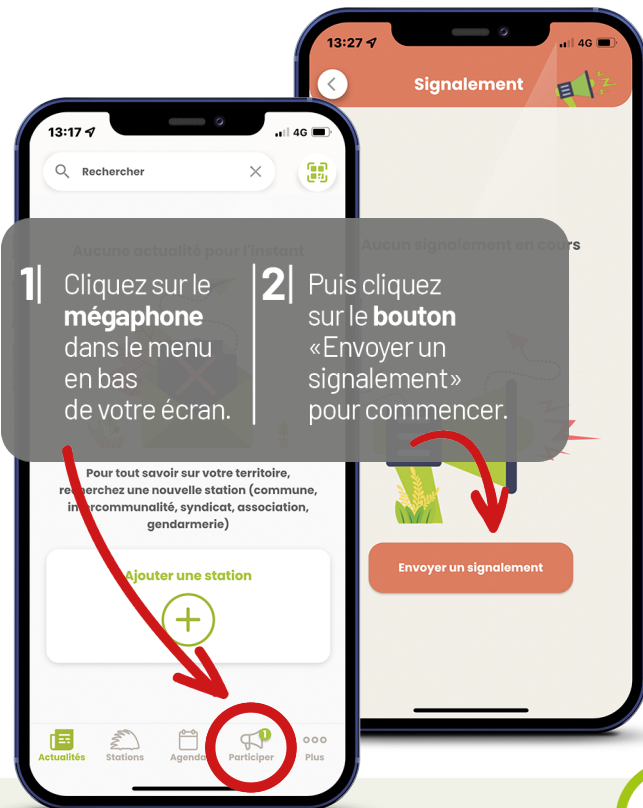 13:27
4G
Signalement
13:17
4G
Rechercher
Aucune actualité pour l'instant
Aucun signalement en cours
1| Cliquez sur le
mégaphone
dans le menu
en bas
de votre écran.
2| Puis cliquez
sur le bouton
«Envoyer un
signalement»
pour commencer.
Pour tout savoir sur votre territoire,
recherchez une nouvelle station (commune,
intercommunalité, syndicat, association,
gendarmerie)
Ajouter une station
Envoyer un signalement
1
Actualités
Stations
Agenda
Participer
Plus